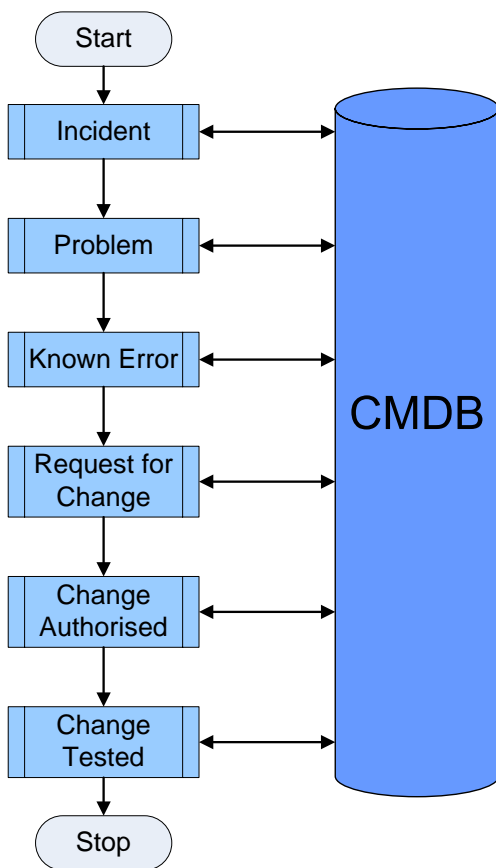 Start
Incident
Problem
Known Error
Request for
Change
Change
Authorised
Change
Tested
Stop
CMDB